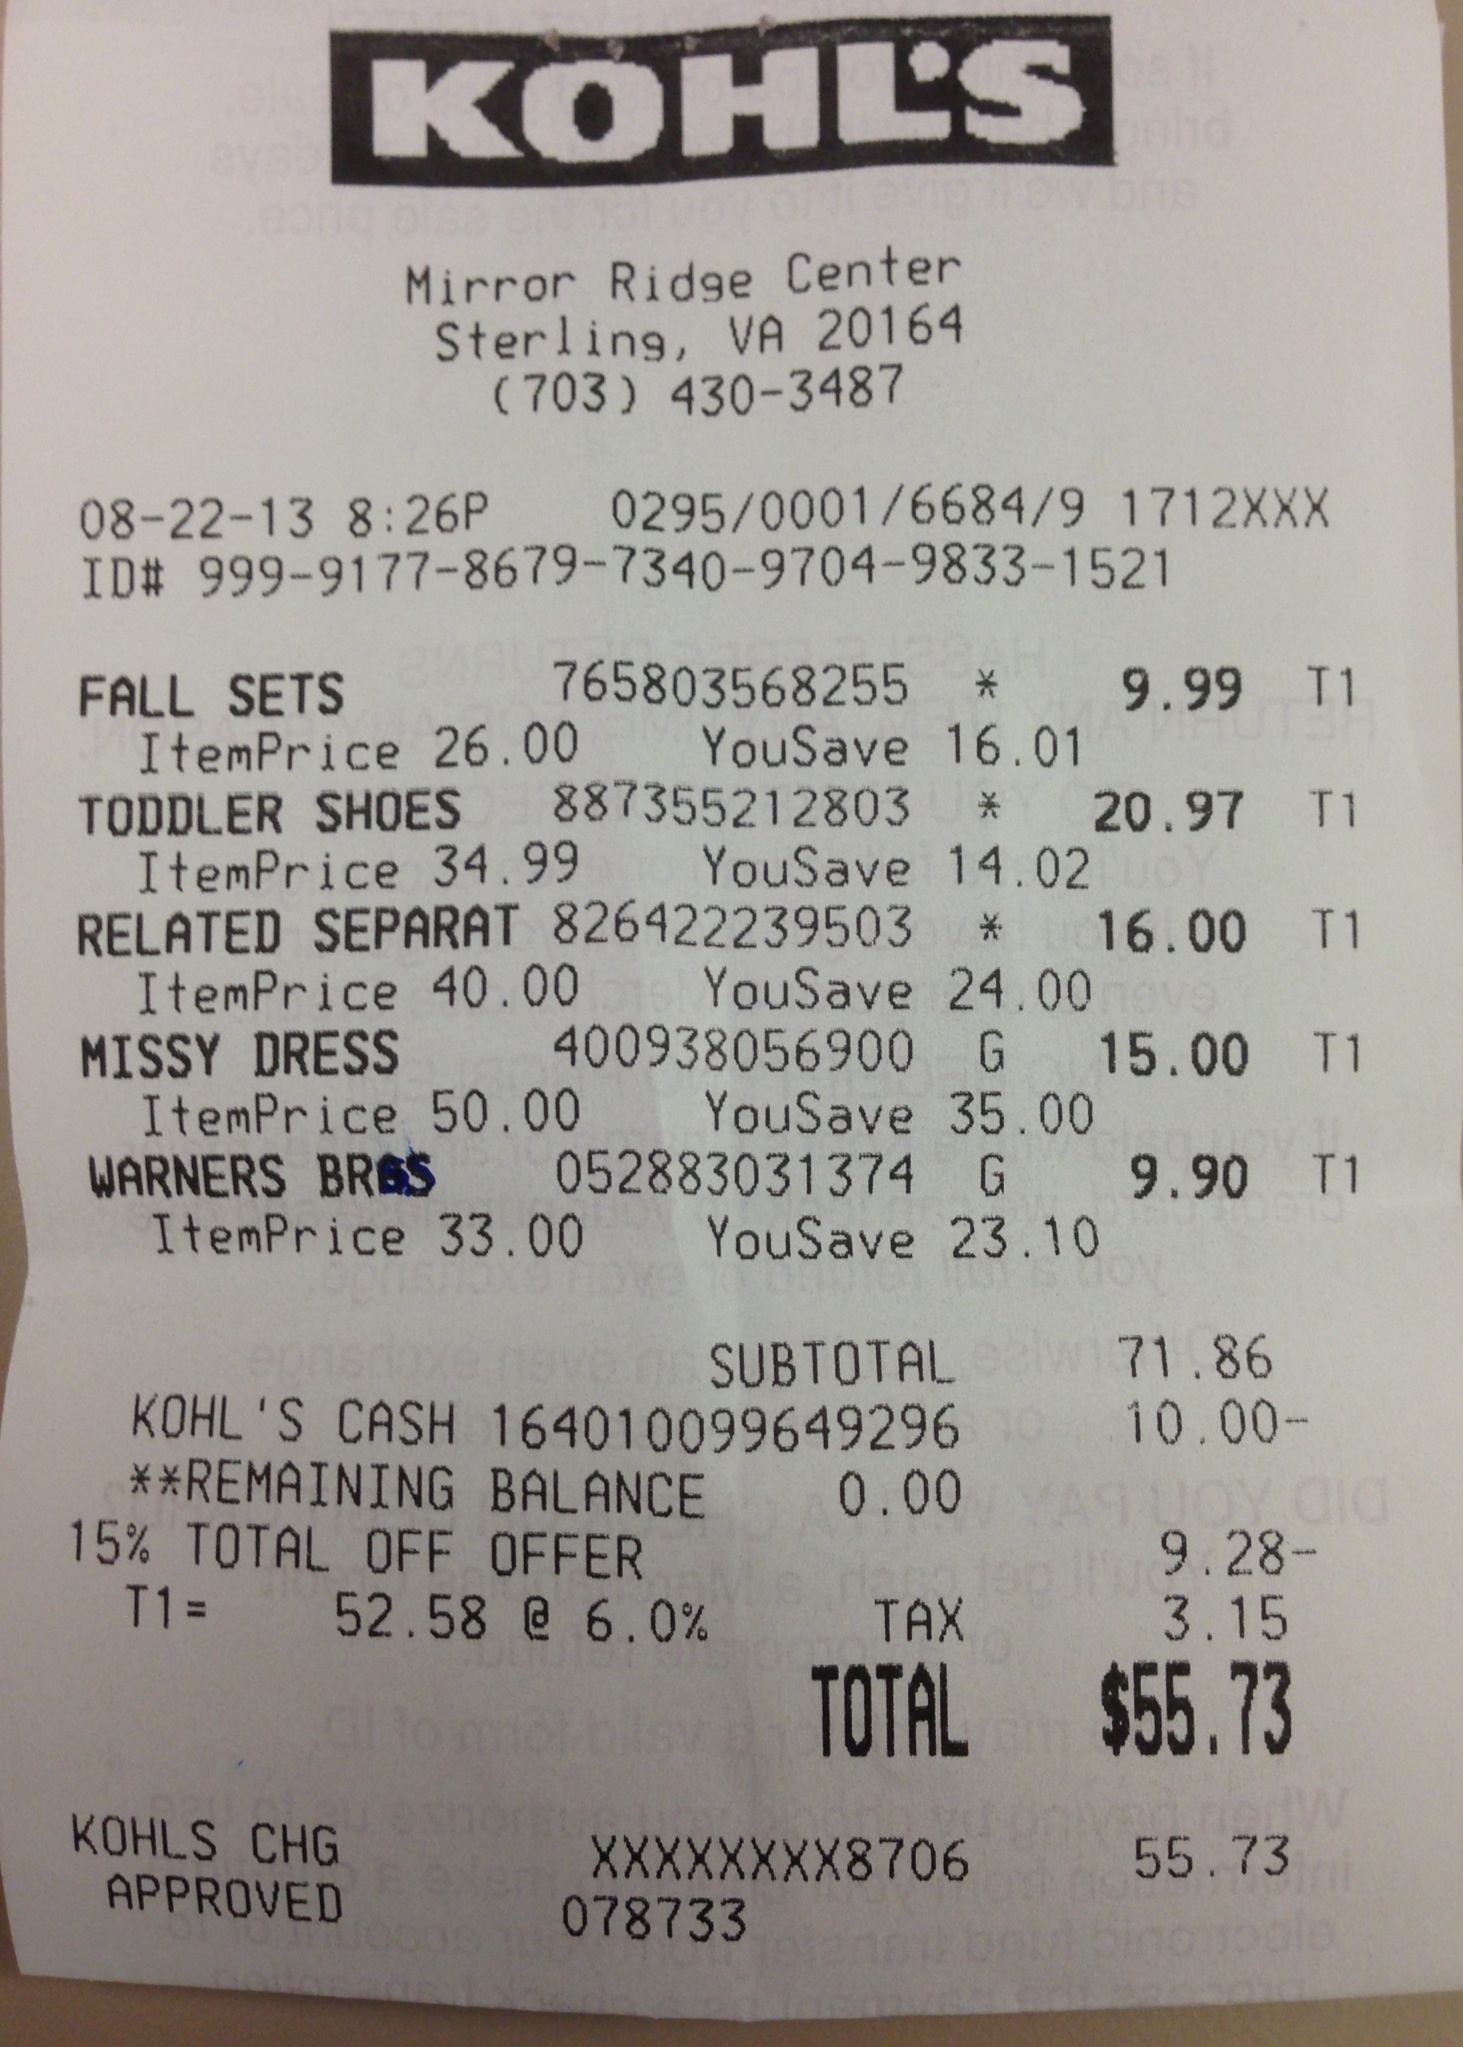 KOHL'S
Mirror Ridge Center
Sterling, VA 20164
(703) 430-3487
08-22-13 8:26P 0295/0001/6684/9 1712XXX
ID# 999-9177-8679-7340-9704-9833-1521
FALL SETS 765803568255 * 9.99 T1
ItemPrice 26.00 YouSave 16.01
TODDLER SHOES 887355212803 * 20.97 T1
ItemPrice 34.99 YouSave 14.02
RELATED SEPARAT 826422239503 * 16.00 T1
ItemPrice 40.00 YouSave 24.00
MISSY DRESS 400938056900 G 15.00 T1
ItemPrice 50.00 YouSave 35.00
WARNERS BRAS 052883031374 G 9.90 T1
ItemPrice 33.00 YouSave 23.10
SUBTOTAL 71.86
KOHL'S CASH 164010099649296 10.00-
**REMAINING BALANCE 0.00
15% TOTAL OFF OFFER 9.28-
T1= 52.58 @ 6.0% TAX 3.15
TOTAL $55.73
KOHLS CHG XXXXXXXX8706 55.73
APPROVED 078733